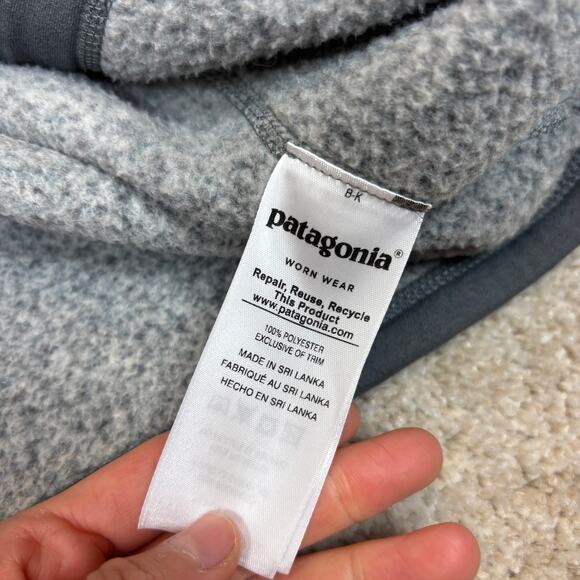 8-K
patagonia®
WORN WEAR
Repair, Reuse, Recycle
This Product
www.patagonia.com
100% POLYESTER
EXCLUSIVE OF TRIM
MADE IN SRI LANKA
FABRIQUÉ AU SRI LANKA
HECHO EN SRI LANKA